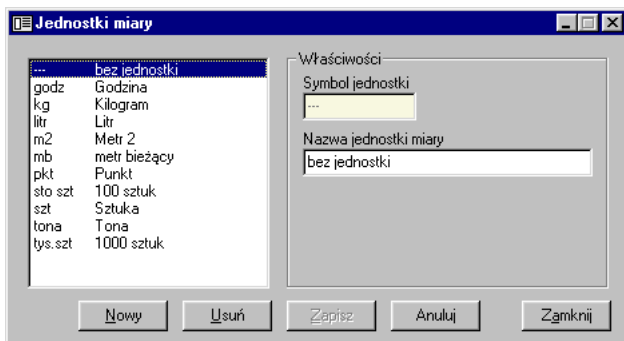 Jednostki miary
--- bez jednostki
godz Godzina
kg Kilogram
litr Litr
m2 Metr 2
mb metr bieżący
pkt Punkt
sto szt 100 sztuk
szt Sztuka
tona Tona
tys.szt 1000 sztuk
Właściwości
Symbol jednostki
---
Nazwa jednostki miary
bez jednostki
Nowy Usuń Zapisz Anuluj Zamknij